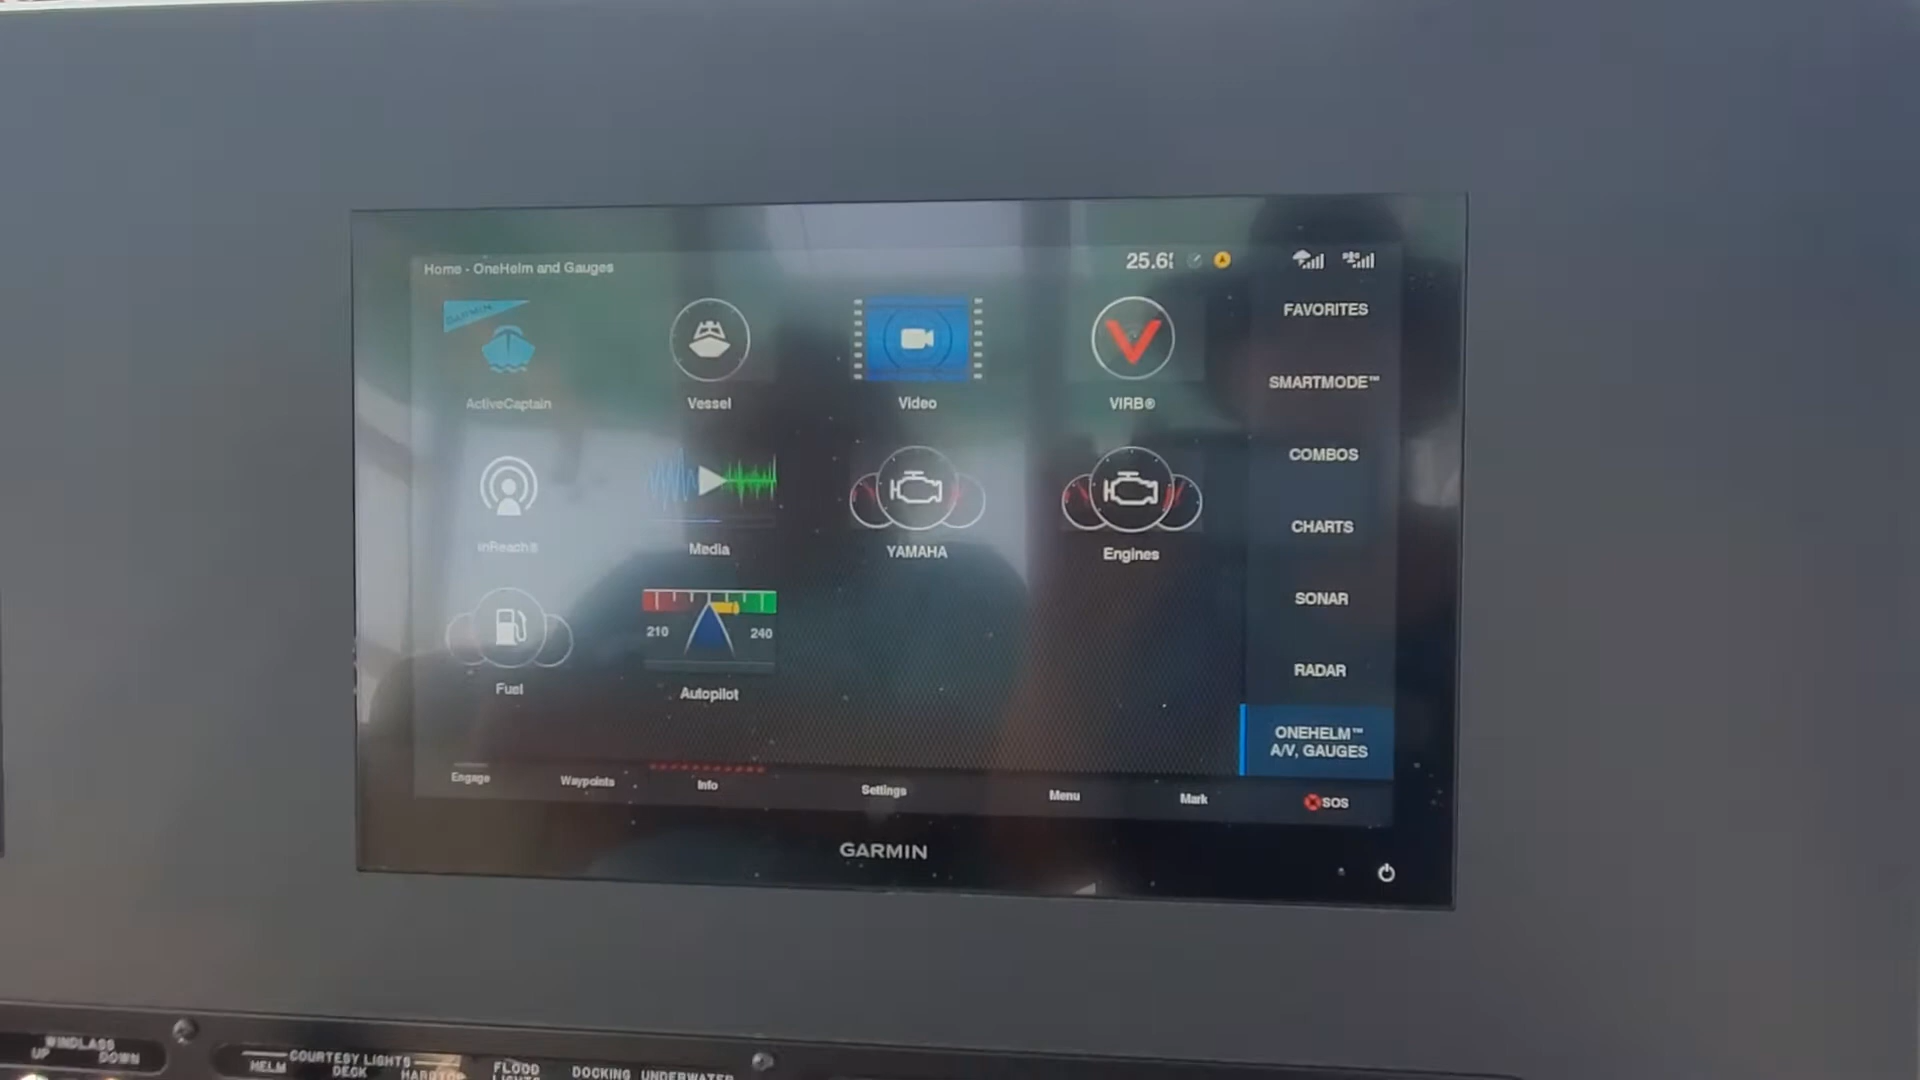 Home - OneHelm and Gauges
25.6
GARMIN
ActiveCaptain
Vessel
Video
VIRB®
FAVORITES
SMARTMODE™
COMBOS
inReach®
Media
YAMAHA
Engines
CHARTS
SONAR
210
240
Fuel
Autopilot
RADAR
ONEHELM™
A/V, GAUGES
Engage
Waypoints
Info
Settings
Menu
Mark
SOS
GARMIN
WINDLASS
UP
DOWN
COURTESY LIGHTS
HELM
DECK
HARDTOP
FLOOD
LIGHTS
DOCKING
UNDERWATER